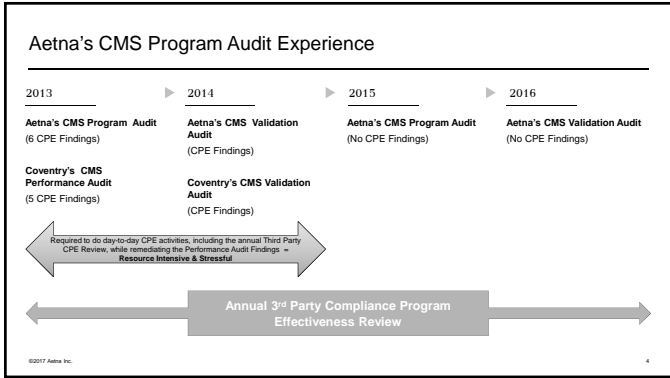 Aetna's CMS Program Audit Experience
2013
2014
2015
2016
Aetna's CMS Program Audit
(6 CPE Findings)
Coventry's CMS
Performance Audit
(5 CPE Findings)
Aetna's CMS Validation
Audit
(CPE Findings)
Coventry's CMS Validation
Audit
(CPE Findings)
Aetna's CMS Program Audit
(No CPE Findings)
Aetna's CMS Validation Audit
(No CPE Findings)
Required to do day-to-day CPE activities, including the annual Third Party
CPE Review, while remediating the Performance Audit Findings =
Resource Intensive & Stressful
Annual 3rd Party Compliance Program
Effectiveness Review
©2017 Aetna Inc.
4